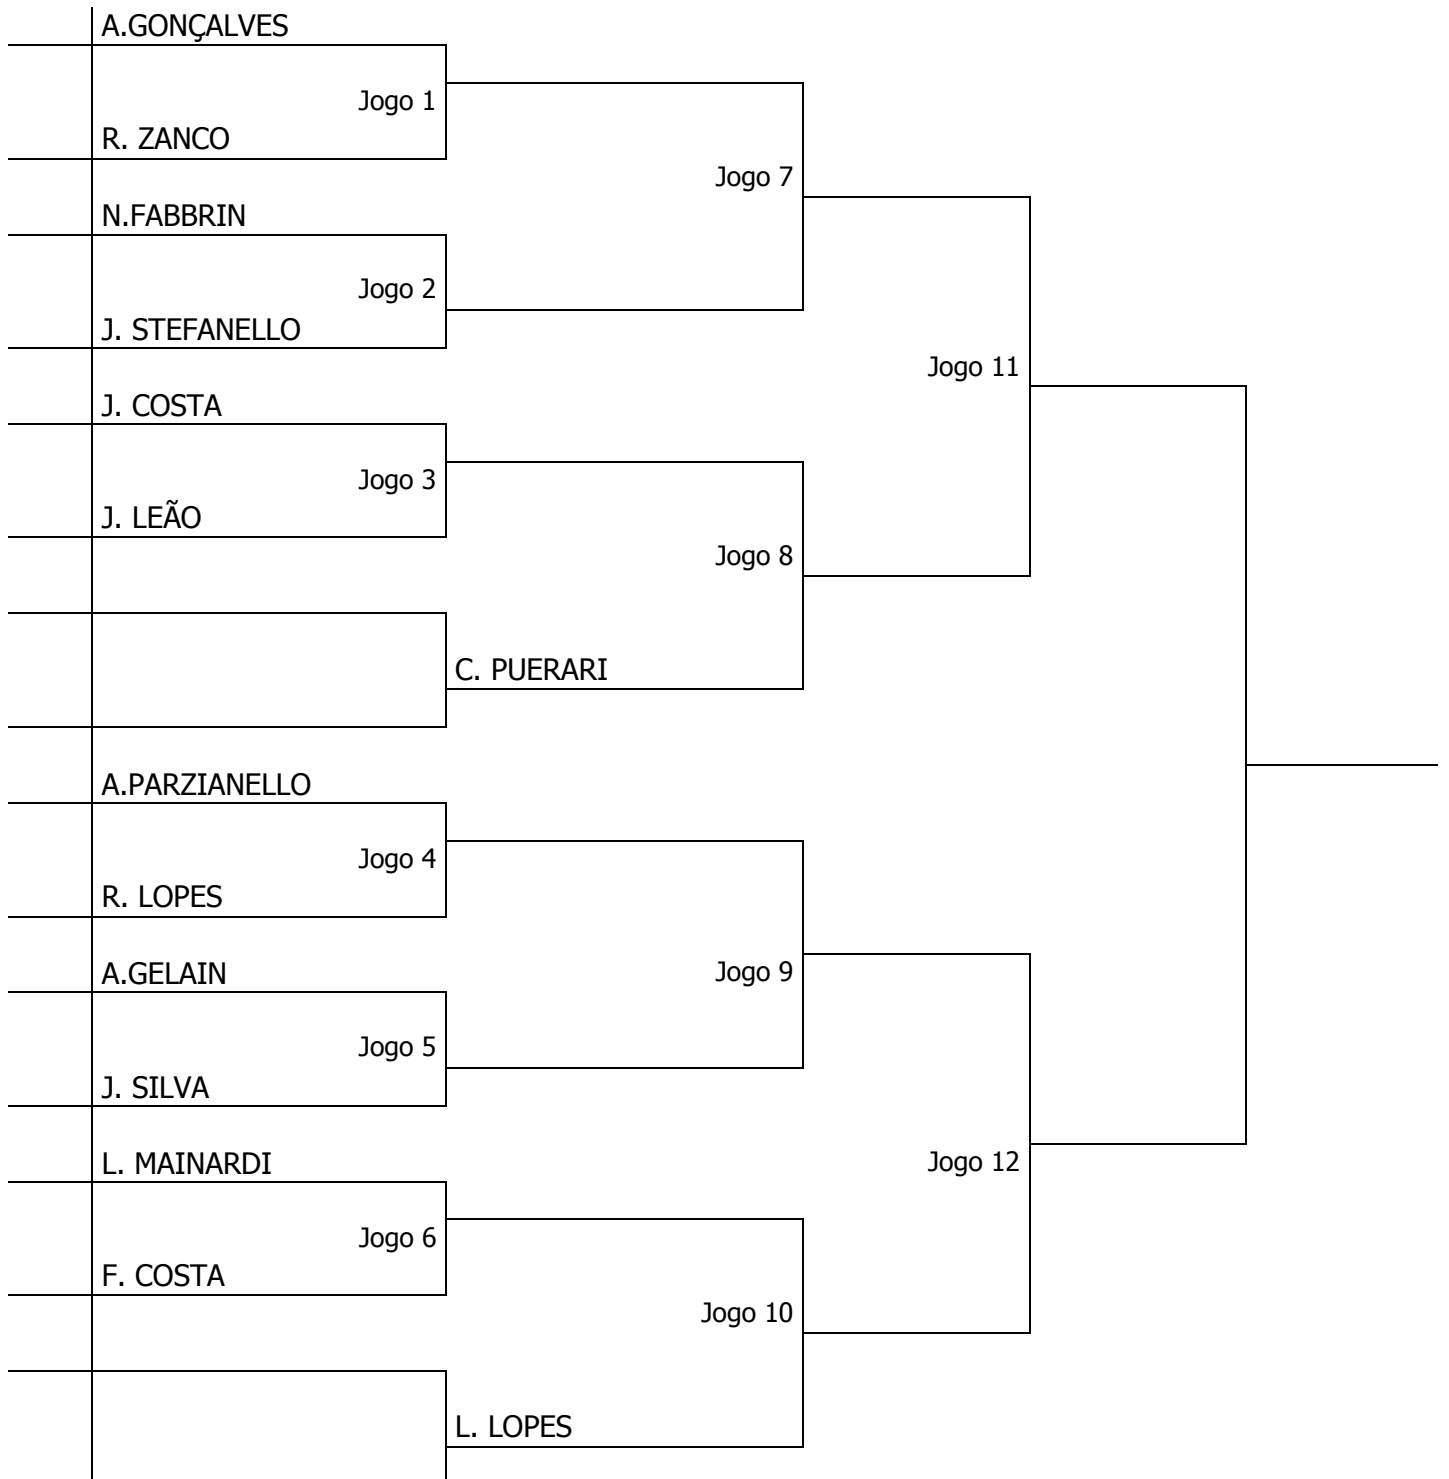 A.GONÇALVES
Jogo 1
R. ZANCO
Jogo 7
N.FABBRIN
Jogo 2
J. STEFANELLO
Jogo 11
J. COSTA
Jogo 3
J. LEÃO
Jogo 8
C. PUERARI
A.PARZIANELLO
Jogo 4
R. LOPES
A.GELAIN
Jogo 9
Jogo 5
J. SILVA
L. MAINARDI
Jogo 12
Jogo 6
F. COSTA
Jogo 10
L. LOPES